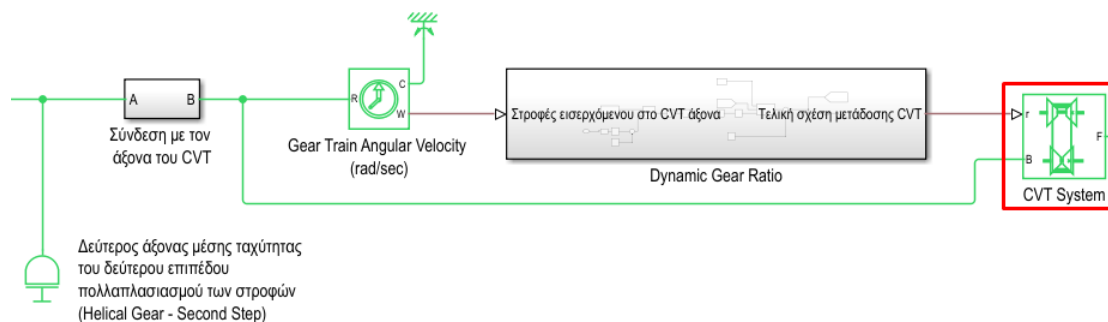 A
B
Σύνδεση με τον
άξονα του CVT
R
C
W
Gear Train Angular Velocity
(rad/sec)
Στροφές εισερχόμενου στο CVT άξονα
Τελική σχέση μετάδοσης CVT
Dynamic Gear Ratio
r
B
F
CVT System
Δεύτερος άξονας μέσης ταχύτητας
του δεύτερου επιπέδου
πολλαπλασιασμού των στροφών
(Helical Gear - Second Step)